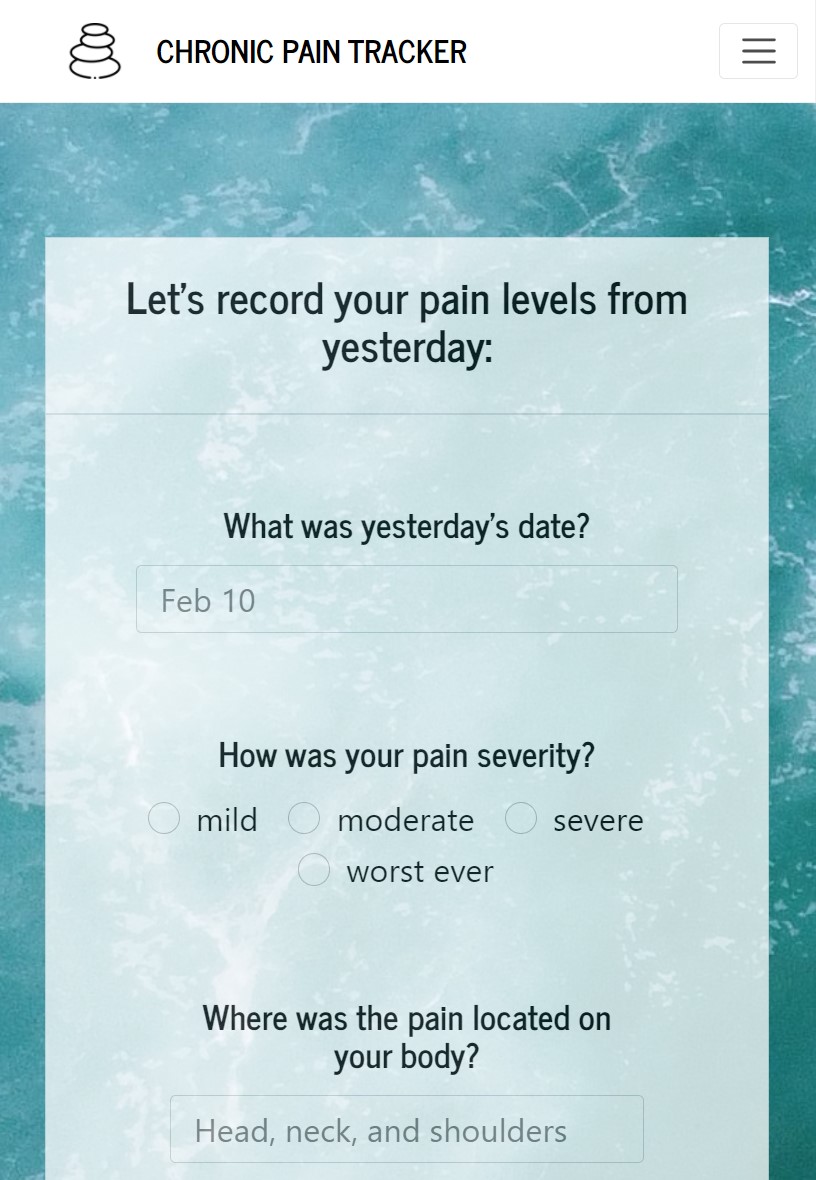 CHRONIC PAIN TRACKER
Let's record your pain levels from
yesterday:
What was yesterday's date?
Feb 10
How was your pain severity?
mild moderate severe
worst ever
Where was the pain located on
your body?
Head, neck, and shoulders